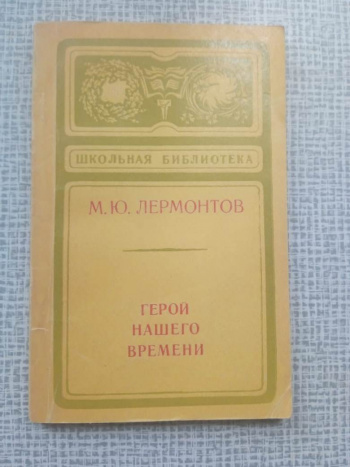 ШКОЛЬНАЯ БИБЛИОТЕКА
М.Ю. ЛЕРМОНТОВ
ГЕРОЙ
НАШЕГО
ВРЕМЕНИ